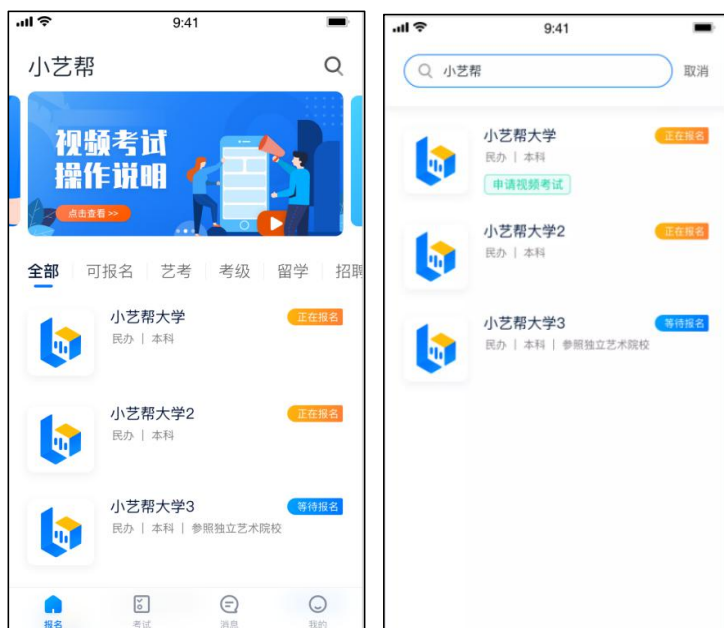 9:41
小艺帮
视频考试
操作说明
点击查看 >>
全部 可报名 艺考 考级 留学 招聘
小艺帮大学
正在报名
民办 | 本科
小艺帮大学2
正在报名
民办 | 本科
小艺帮大学3
等待报名
民办 | 本科 | 参照独立艺术院校
报名 考试 消息 我的
9:41
小艺帮
取消
小艺帮大学
正在报名
民办 | 本科
申请视频考试
小艺帮大学2
正在报名
民办 | 本科
小艺帮大学3
等待报名
民办 | 本科 | 参照独立艺术院校